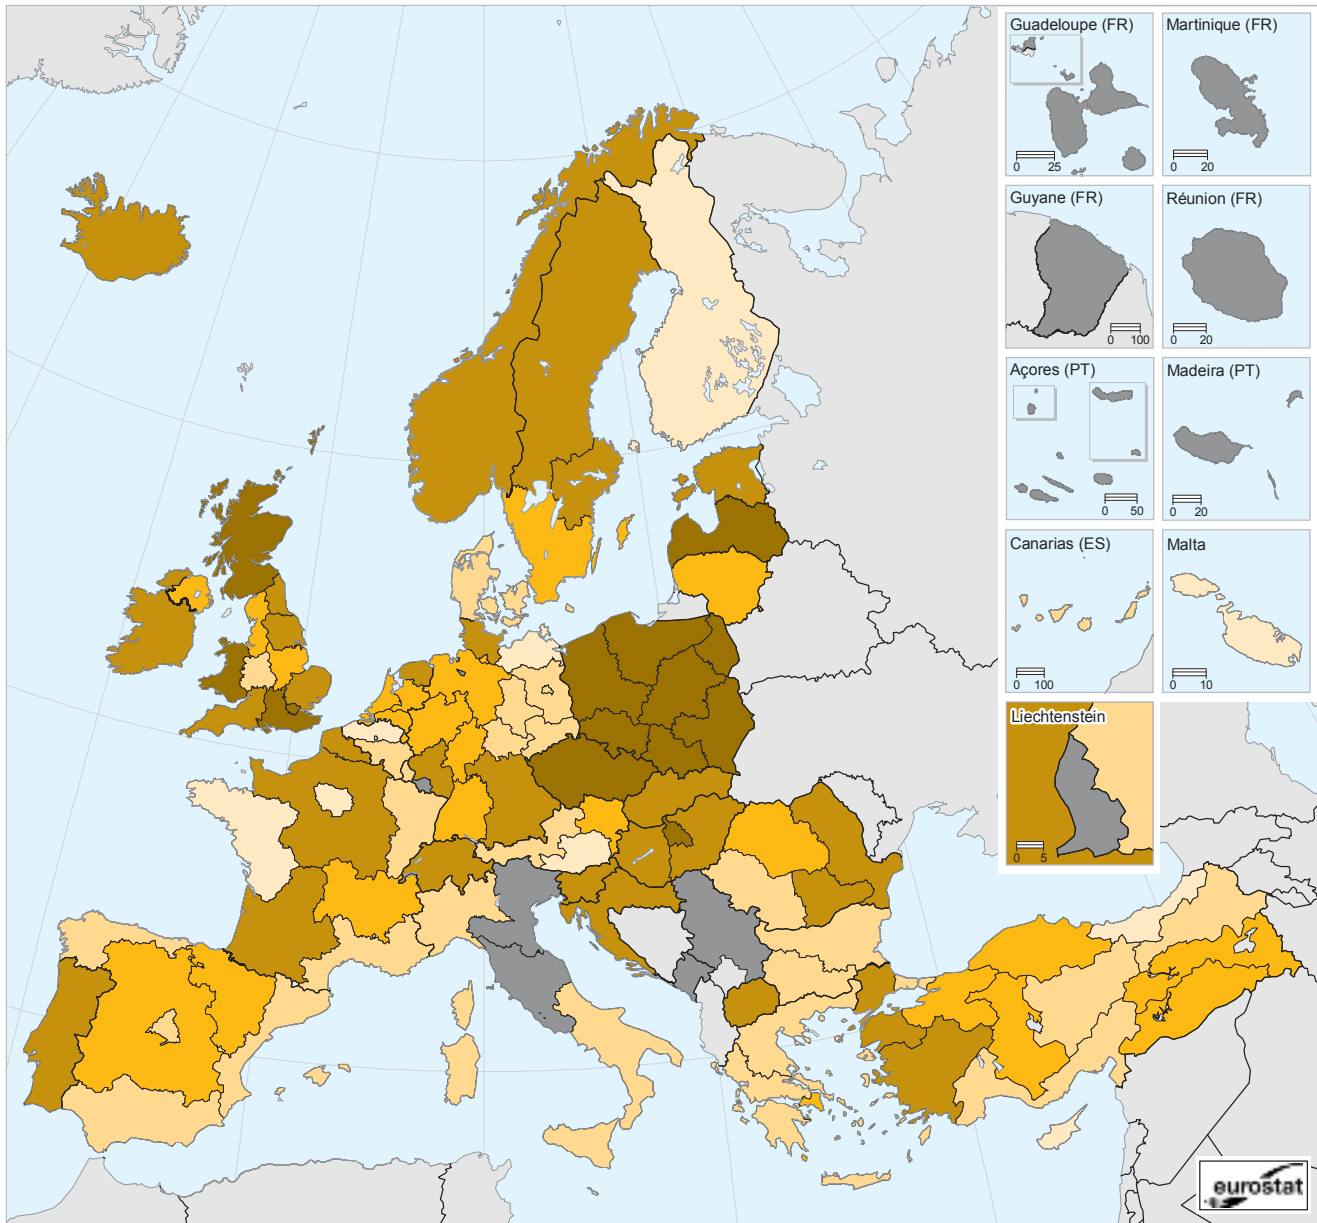 Guadeloupe (FR)
0 25
Martinique (FR)
0 20
Guyane (FR)
0 100
Réunion (FR)
0 20
Açores (PT)
0 50
Madeira (PT)
0 20
Canarias (ES)
0 100
Malta
0 10
Liechtenstein
0 5
eurostat